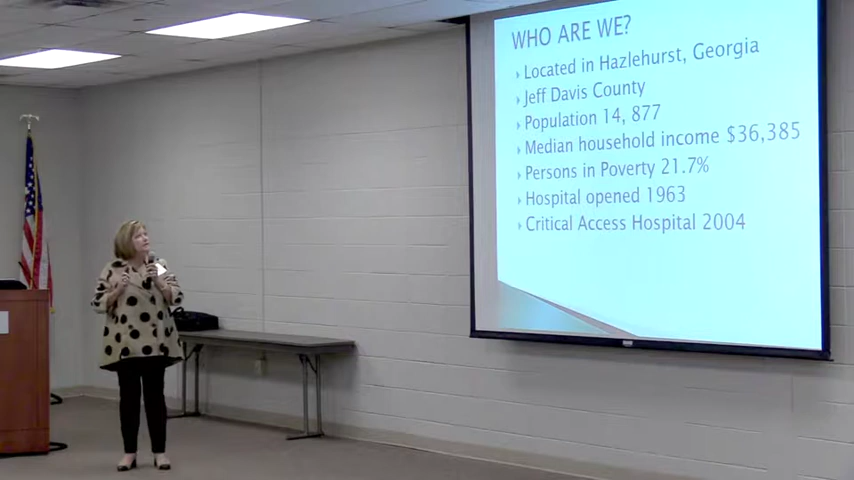 WHO ARE WE?
Located in Hazlehurst, Georgia
Jeff Davis County
Population 14, 877
Median household income $36,385
Persons in Poverty 21.7%
Hospital opened 1963
Critical Access Hospital 2004